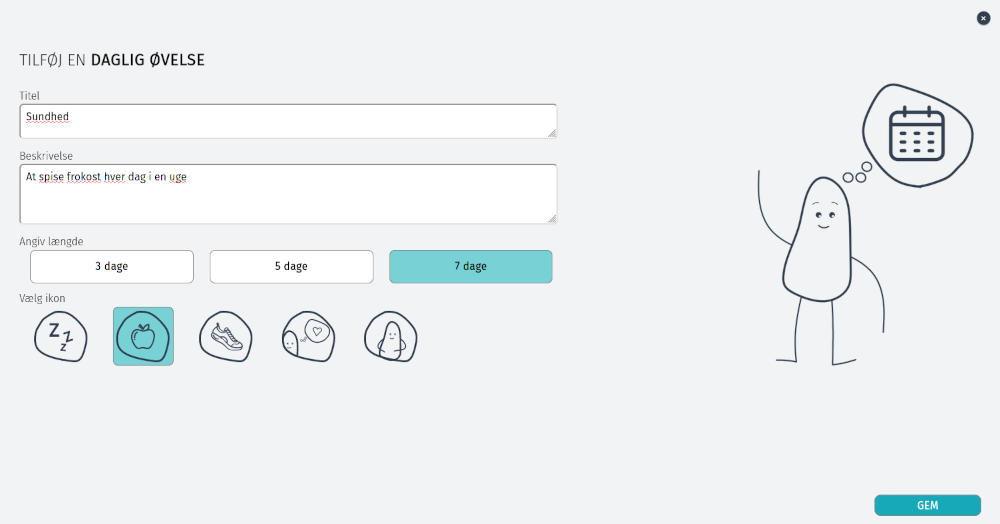 TILFØJ EN DAGLIG ØVELSE
Titel
Sundhed
Beskrivelse
At spise frokost hver dag i en uge
Angiv længde
3 dage
5 dage
7 dage
Vælg ikon
Z Z Z
GEM